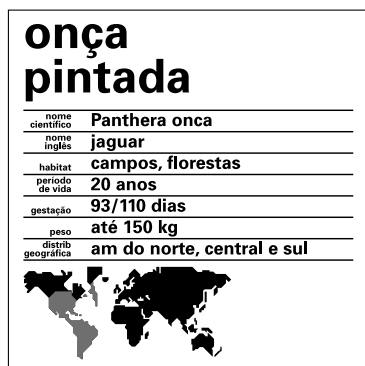 onça
pintada
nome
científico
Panthera onca
nome
inglês
jaguar
habitat
campos, florestas
período
de vida
20 anos
gestação
93/110 dias
peso
até 150 kg
distrib
geográfica
am do norte, central e sul